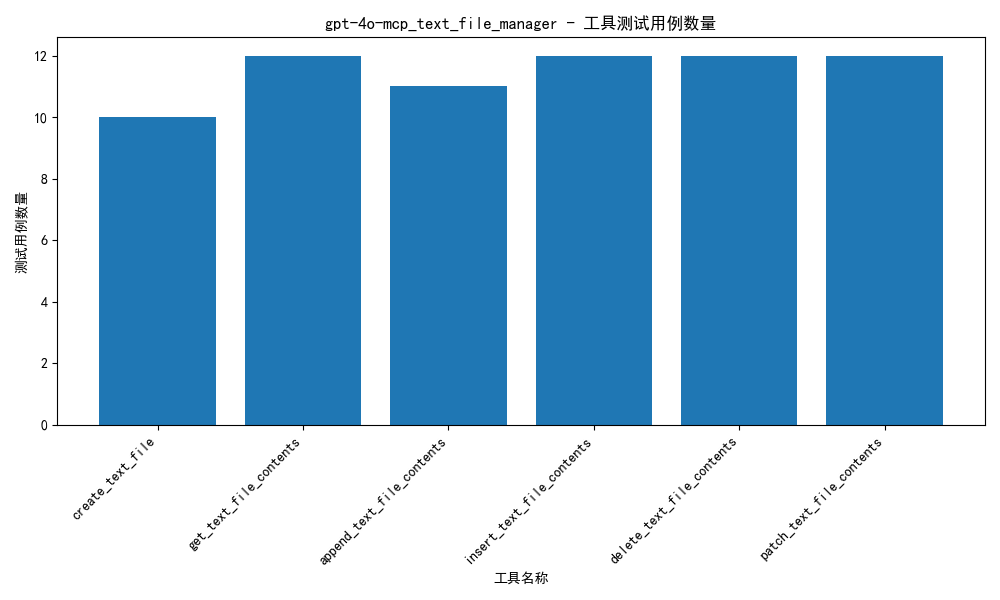 gpt-4o-mcp_text_file_manager - 工具测试用例数量
测试用例数量
12
10
8
6
4
2
0
create_text_file
get_text_file_contents
append_text_file_contents
insert_text_file_contents
delete_text_file_contents
patch_text_file_contents
工具名称